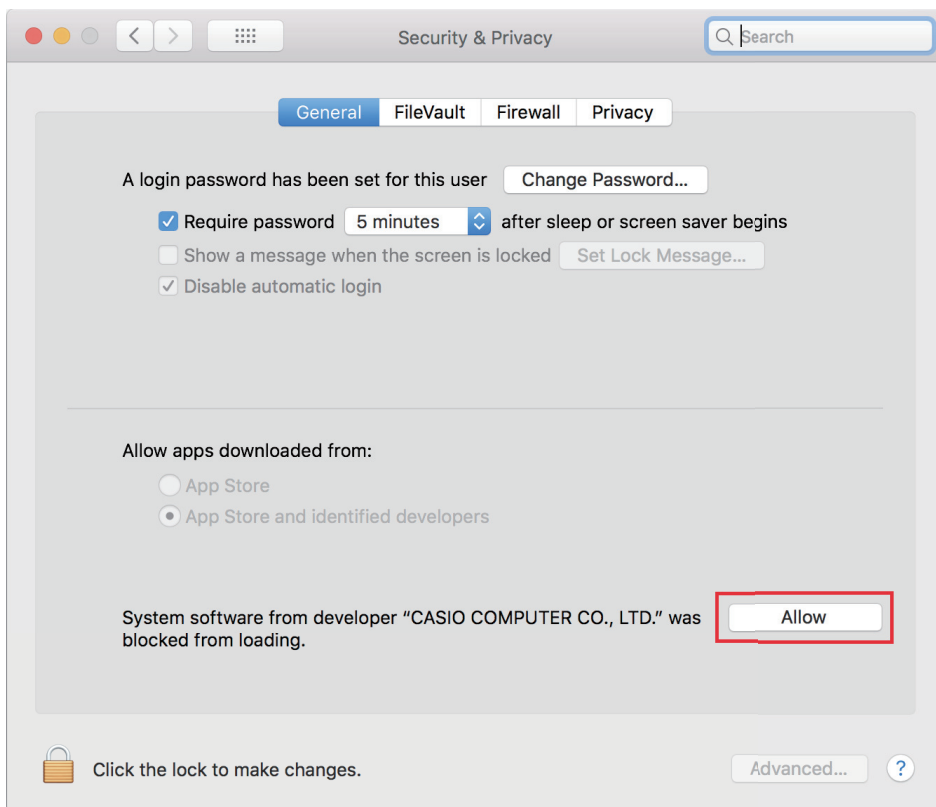 Security & Privacy
Search
General FileVault Firewall Privacy
A login password has been set for this user Change Password...
Require password 5 minutes after sleep or screen saver begins
Show a message when the screen is locked Set Lock Message...
Disable automatic login
Allow apps downloaded from:
App Store
App Store and identified developers
System software from developer “CASIO COMPUTER CO., LTD.” was Allow
blocked from loading.
Click the lock to make changes. Advanced... ?